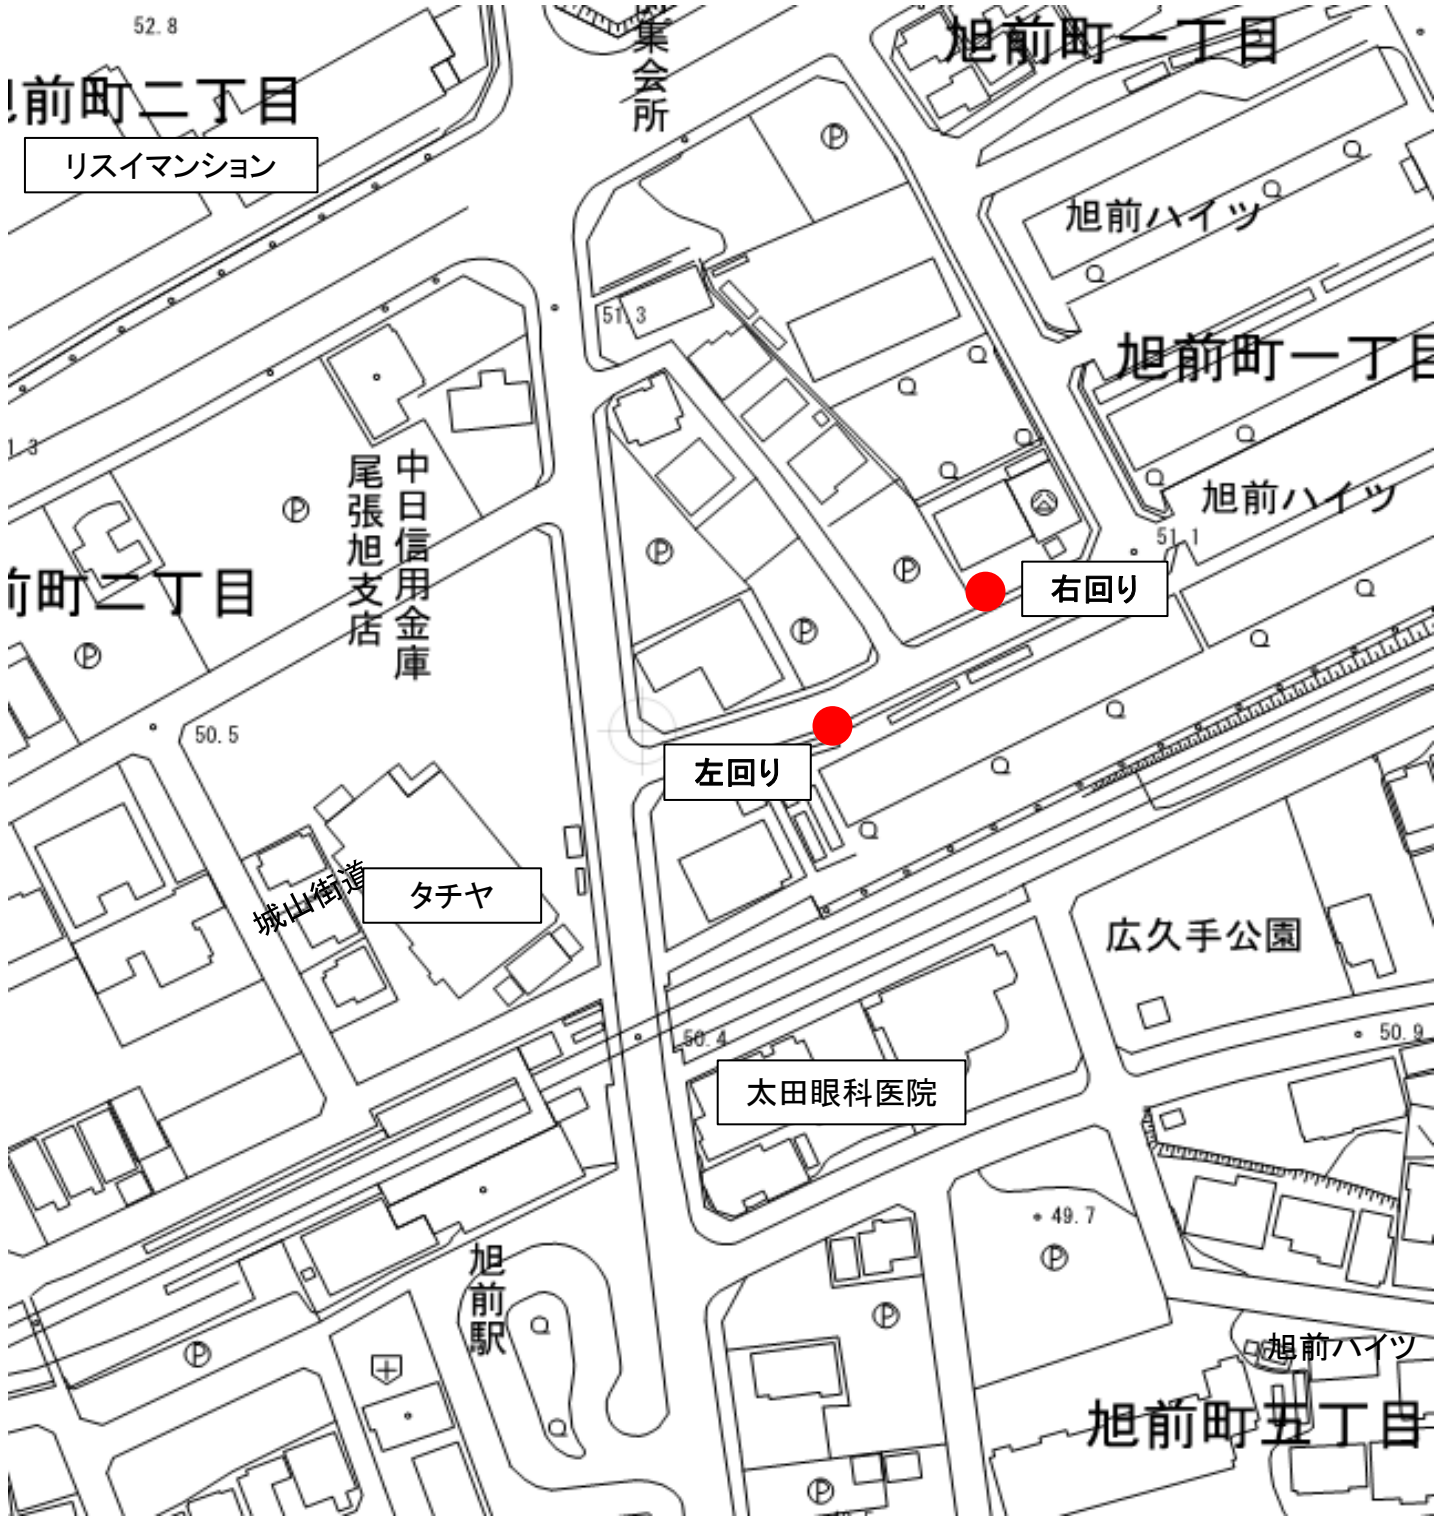 52.8
集会所
旭前町一丁目
前町二丁目
リスイマンション
旭前ハイツ
51.3
旭前町一丁目
中日信用金庫
尾張旭支店
旭前ハイツ
51.1
町二丁目
右回り
50.5
左回り
城山街道
タチヤ
広久手公園
50.4
50.9
太田眼科医院
49.7
旭前駅
旭前ハイツ
旭前町五丁目